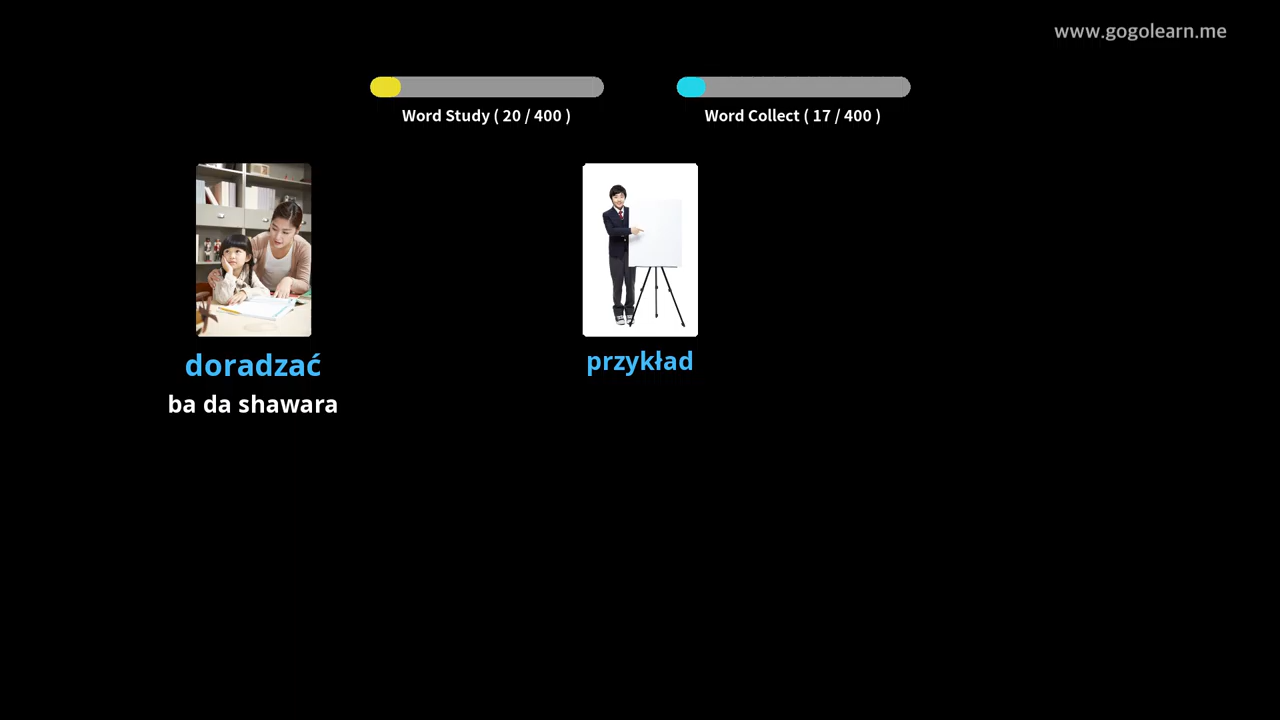 www.gogolearn.me
Word Study ( 20 / 400 )
Word Collect ( 17 / 400 )
doradzać
ba da shawara
przykład